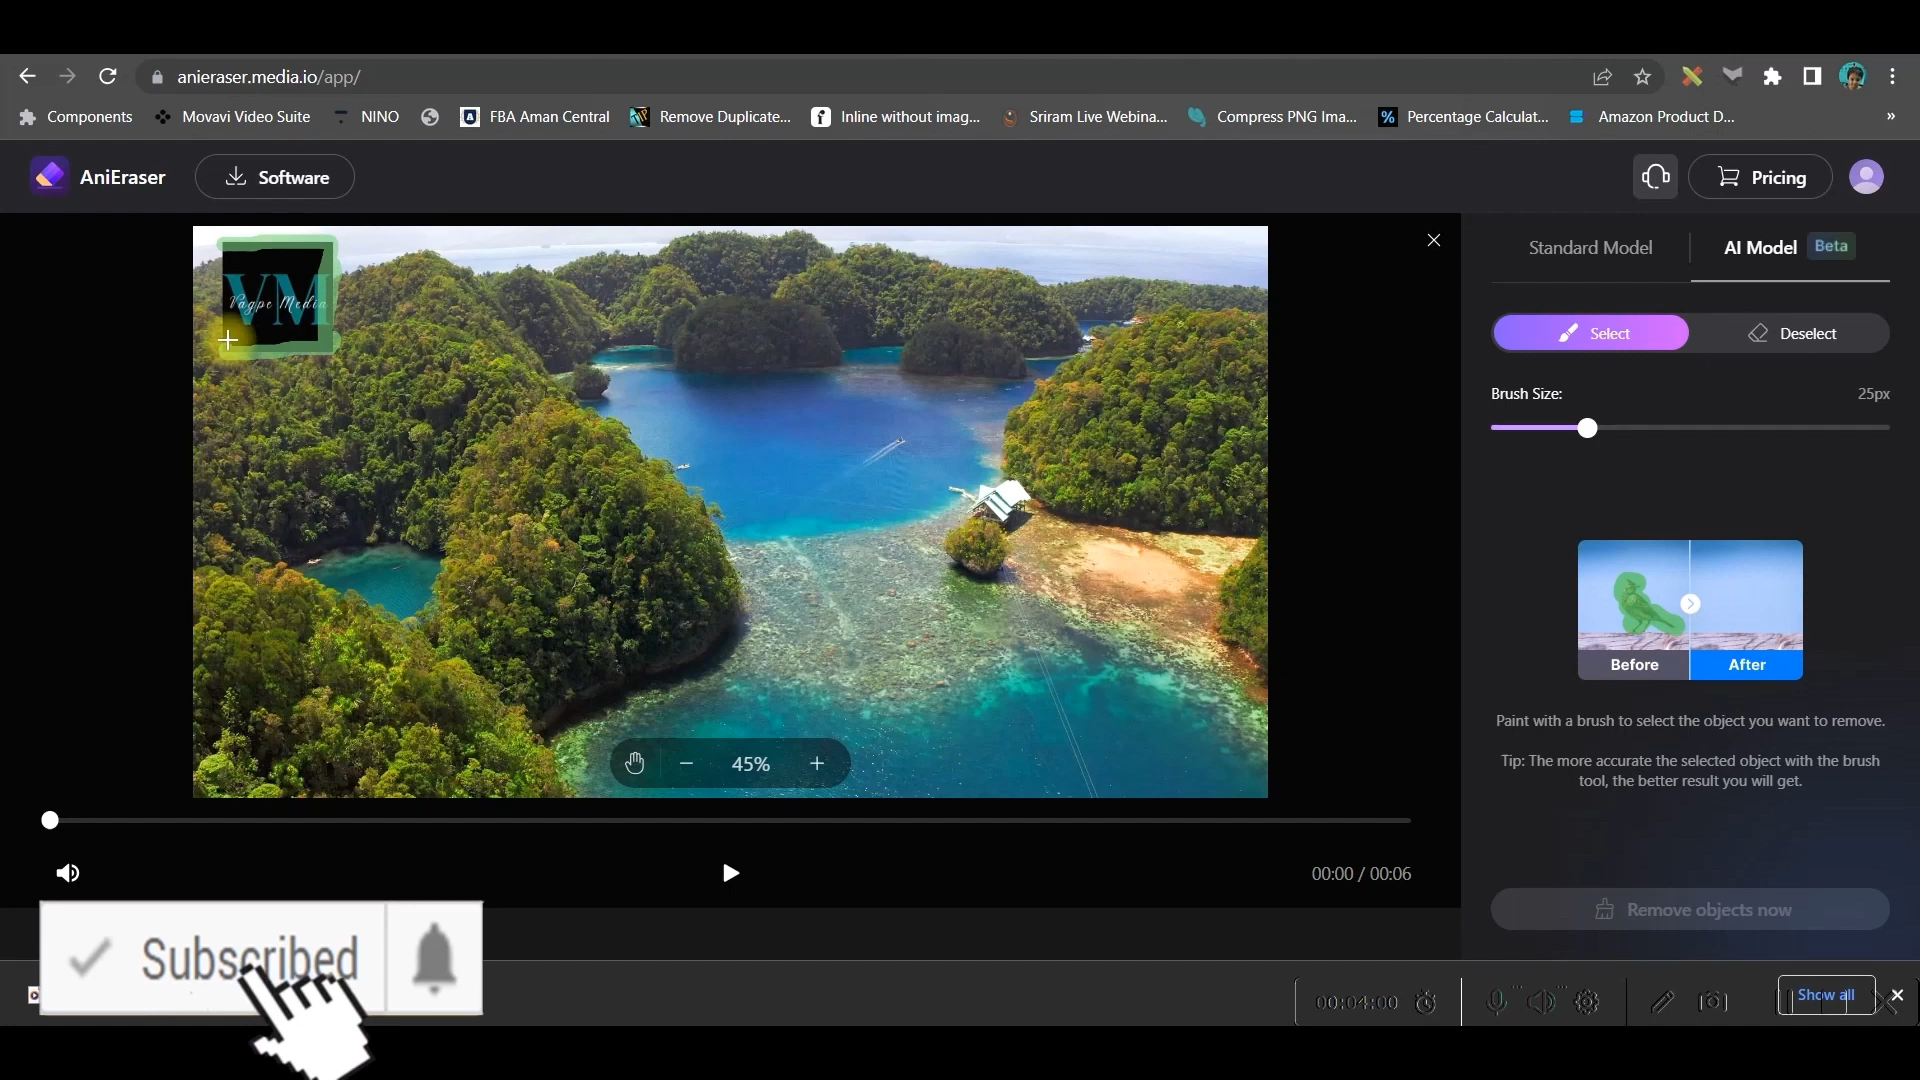 anieraser.media.io/app/
Components
Movavi Video Suite
NINO
FBA Aman Central
Remove Duplicate...
Inline without imag...
Sriram Live Webina...
Compress PNG Ima...
Percentage Calculat...
Amazon Product D...
»
AniEraser
Software
Pricing
VM
Vagpe Media
Standard Model
AI Model
Beta
Select
Deselect
Brush Size:
25px
Before
After
Paint with a brush to select the object you want to remove.
Tip: The more accurate the selected object with the brush
tool, the better result you will get.
45%
00:00 / 00:06
Remove objects now
Subscribed
00:04:00
Show all